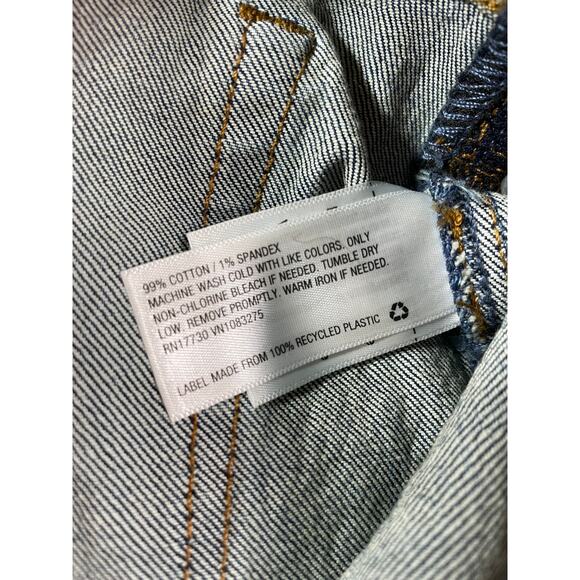 99% COTTON / 1% SPANDEX
MACHINE WASH COLD WITH LIKE COLORS. ONLY
NON-CHLORINE BLEACH IF NEEDED. TUMBLE DRY
LOW. REMOVE PROMPTLY. WARM IRON IF NEEDED.
RN17730 VN1083275
LABEL MADE FROM 100% RECYCLED PLASTIC